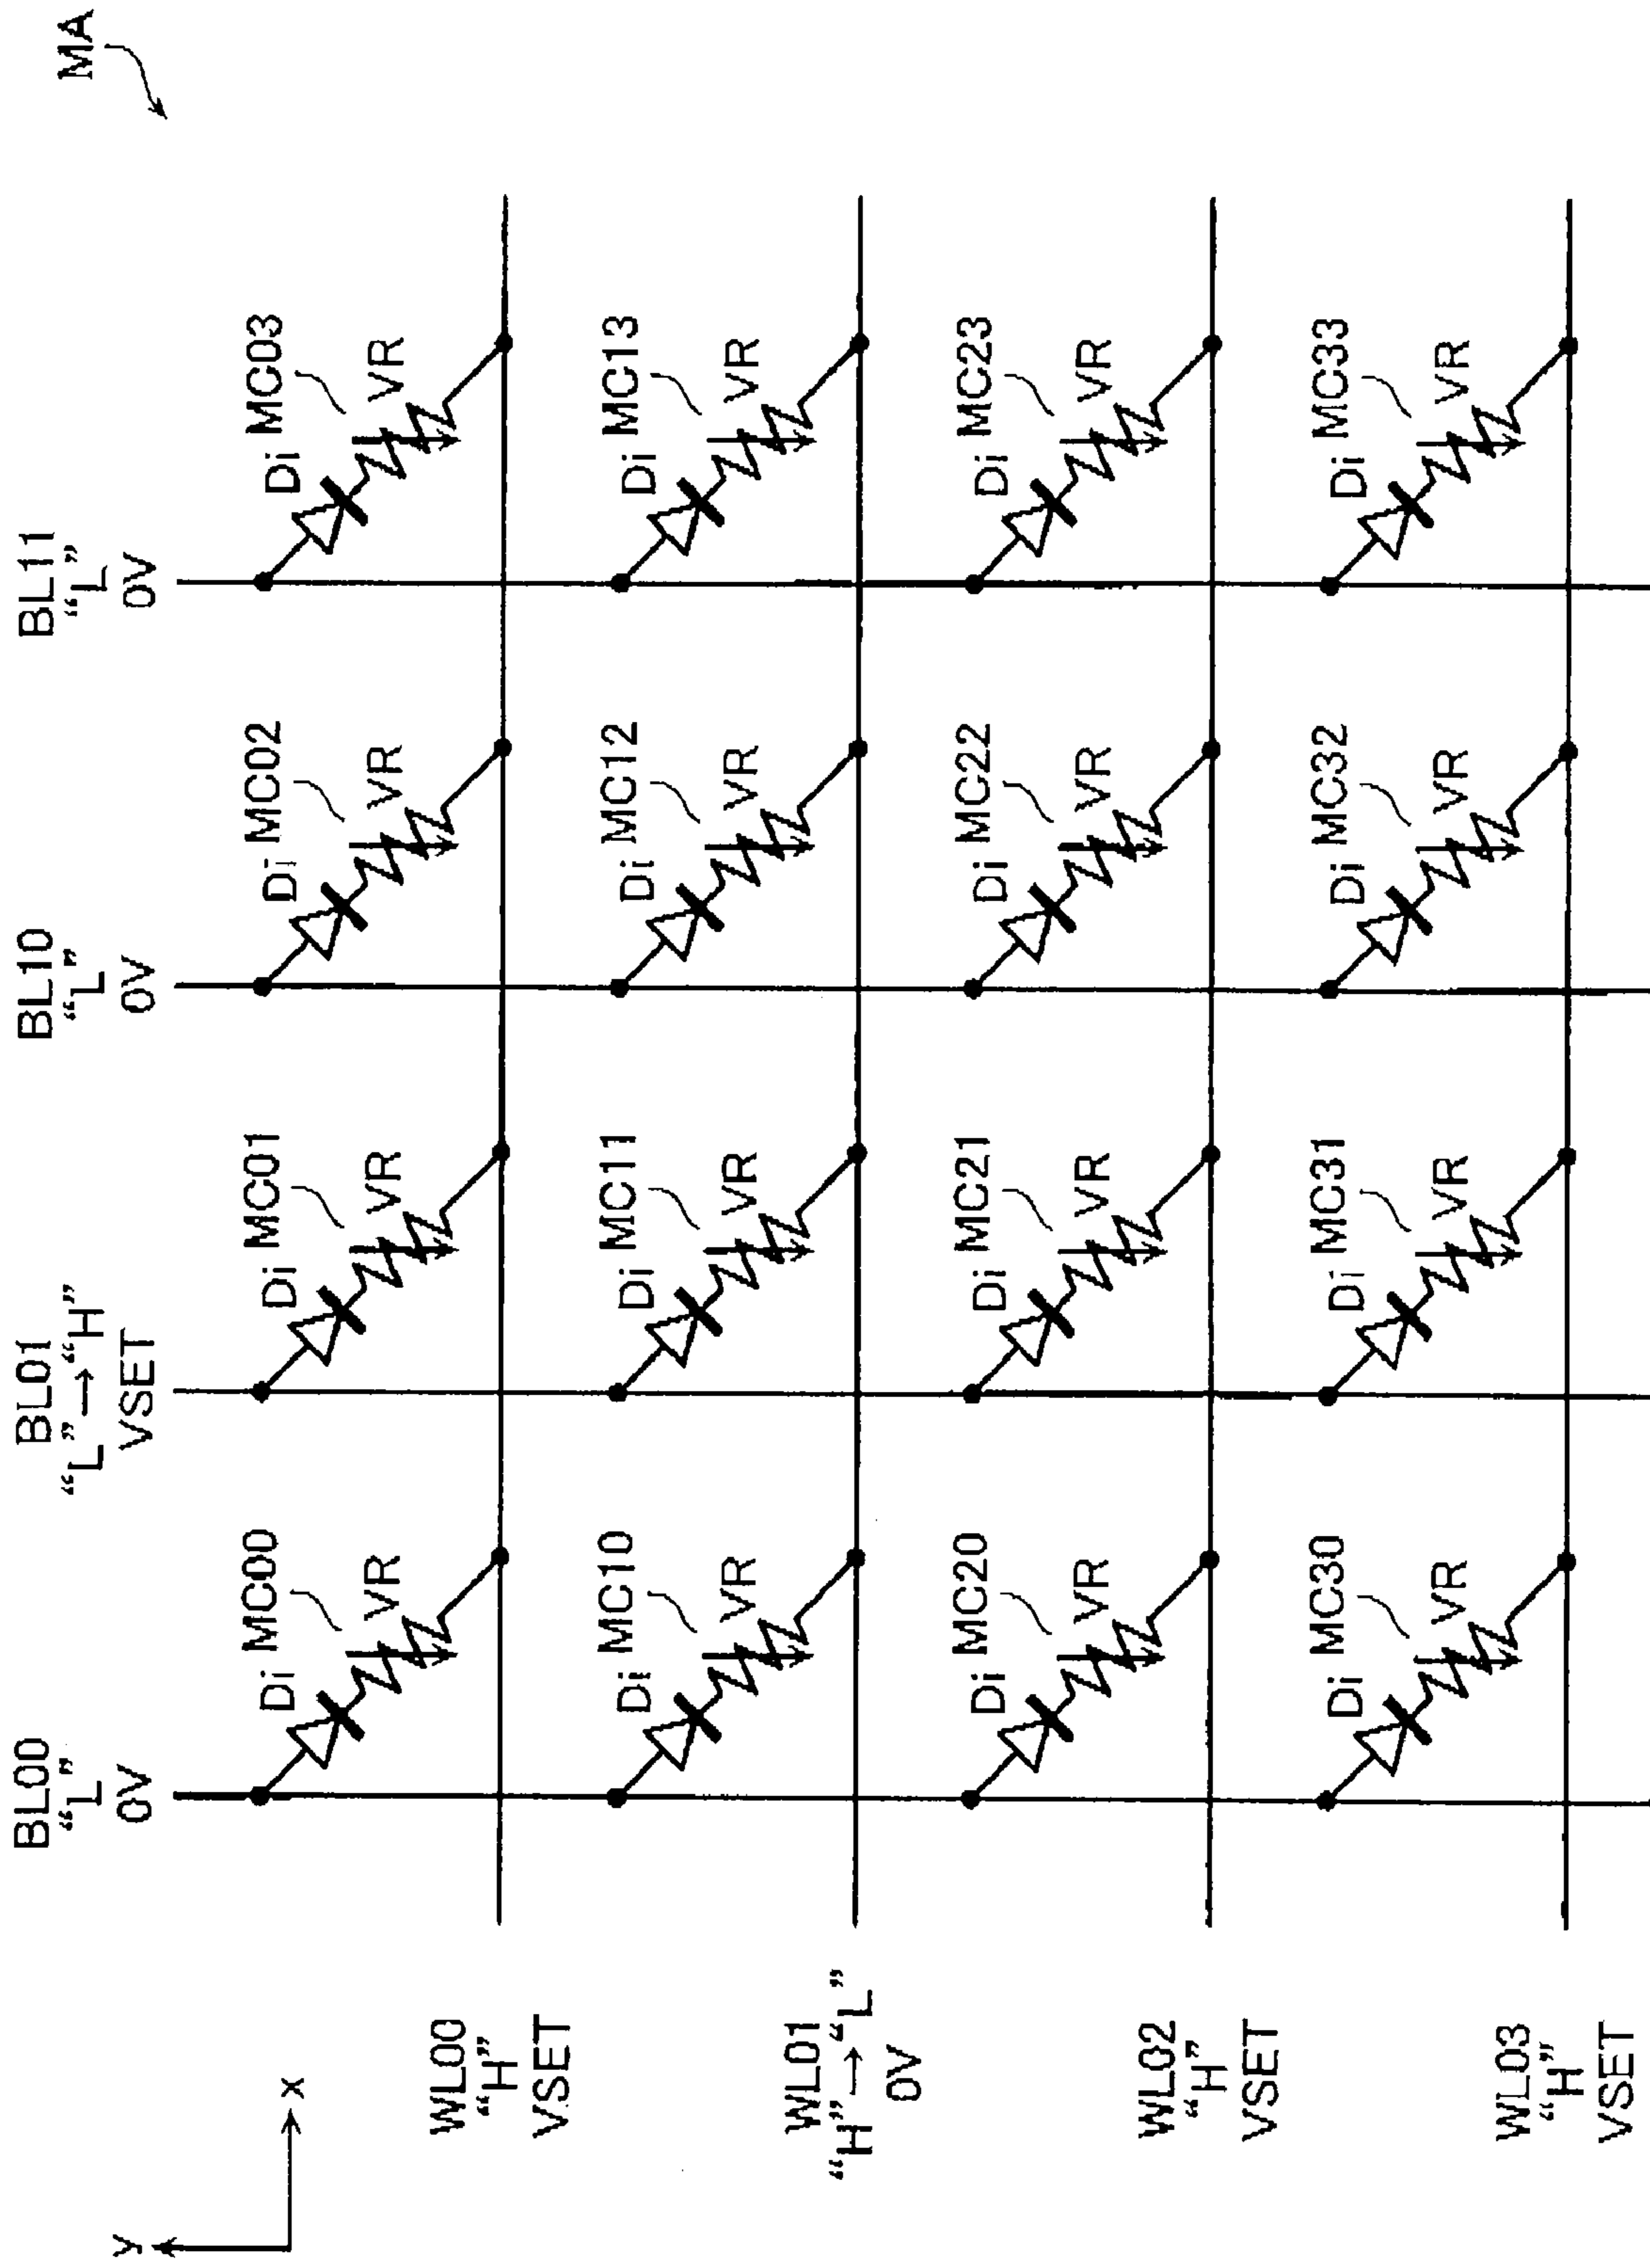 MA
BL00
"L"
0V
BL01
"L"→"H"
VSET
BL10
"L"
0V
BL11
"L"
0V
y
x
MC00
Di
VR
MC01
Di
VR
MC02
Di
VR
MC03
Di
VR
WL00
"H"
VSET
MC10
Di
VR
MC11
Di
VR
MC12
Di
VR
MC13
Di
VR
WL01
"H"→"L"
0V
MC20
Di
VR
MC21
Di
VR
MC22
Di
VR
MC23
Di
VR
WL02
"H"
VSET
MC30
Di
VR
MC31
Di
VR
MC32
Di
VR
MC33
Di
VR
WL03
"H"
VSET